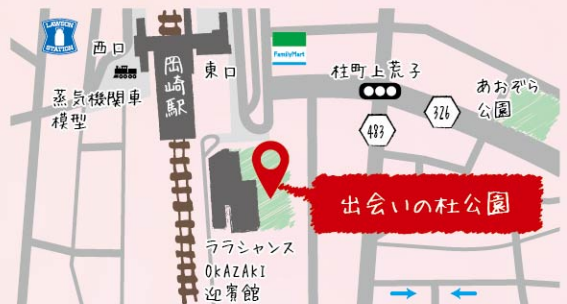 LAWSON
STATION
西口
岡崎駅
東口
FamilyMart
蒸気機関車
模型
柱町上荒子
483
326
あおぞら
公園
出会いの杜公園
ララシャンス
OKAZAKI
迎賓館